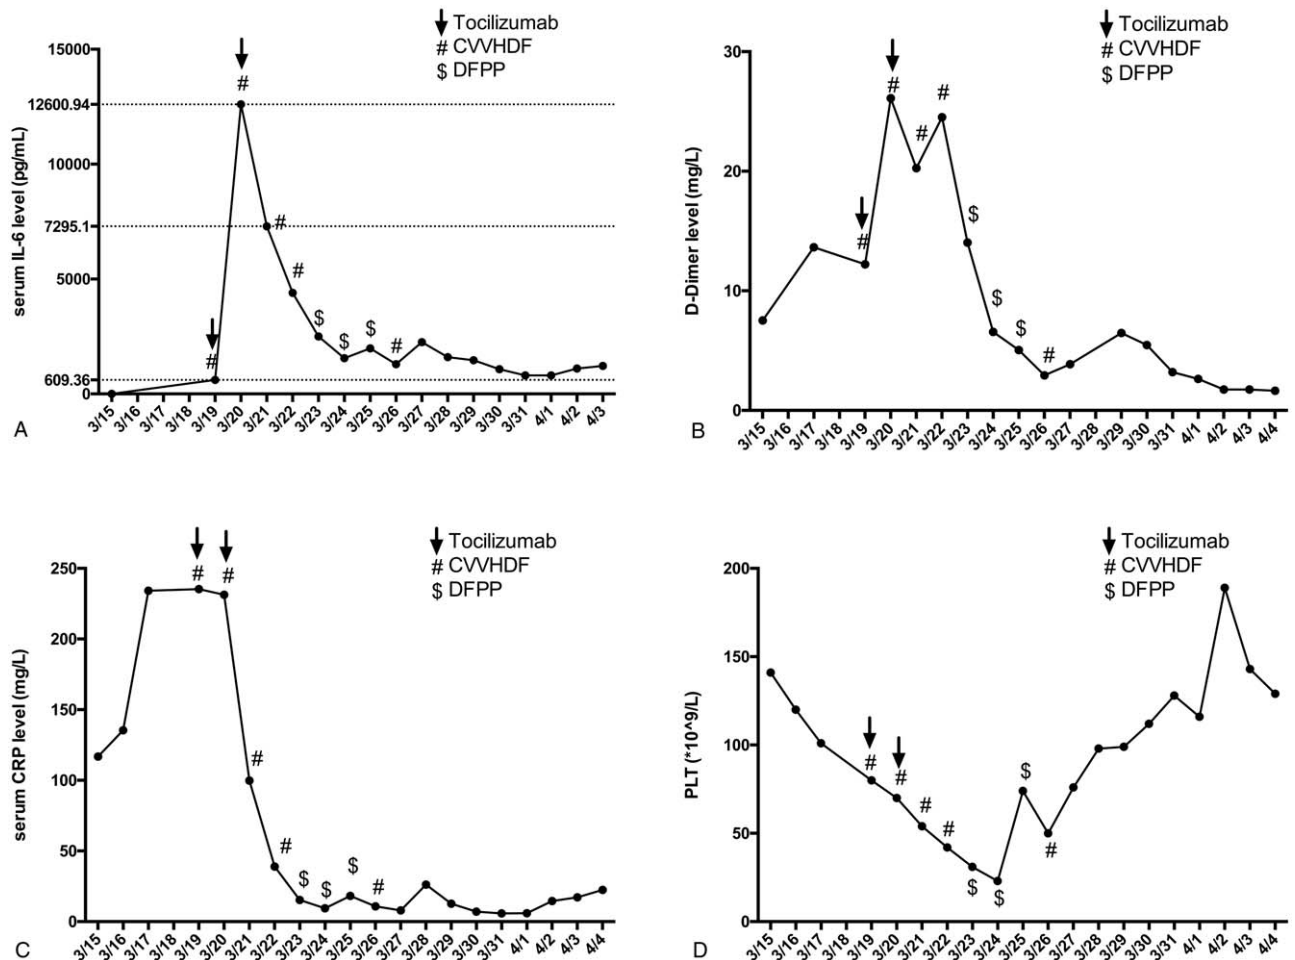 Tocilizumab
# CVVHDF
$ DFPP
serum IL-6 level (pg/mL)
15000
12600.94
10000
7295.1
5000
609.36
0
#
#
#
#
$
$
$
#
3/15 3/16 3/17 3/18 3/19 3/20 3/21 3/22 3/23 3/24 3/25 3/26 3/27 3/28 3/29 3/30 3/31 4/1 4/2 4/3
A
Tocilizumab
# CVVHDF
$ DFPP
D-Dimer level (mg/L)
30
20
10
0
#
#
#
#
$
$
$
#
3/15 3/16 3/17 3/18 3/19 3/20 3/21 3/22 3/23 3/24 3/25 3/26 3/27 3/28 3/29 3/30 3/31 4/1 4/2 4/3 4/4
B
Tocilizumab
# CVVHDF
$ DFPP
serum CRP level (mg/L)
250
200
150
100
50
0
#
#
#
#
$
$
$
#
3/15 3/16 3/17 3/18 3/19 3/20 3/21 3/22 3/23 3/24 3/25 3/26 3/27 3/28 3/29 3/30 3/31 4/1 4/2 4/3 4/4
C
Tocilizumab
# CVVHDF
$ DFPP
PLT (*10^9/L)
200
150
100
50
0
#
#
#
#
$
$
$
#
3/15 3/16 3/17 3/18 3/19 3/20 3/21 3/22 3/23 3/24 3/25 3/26 3/27 3/28 3/29 3/30 3/31 4/1 4/2 4/3 4/4
D